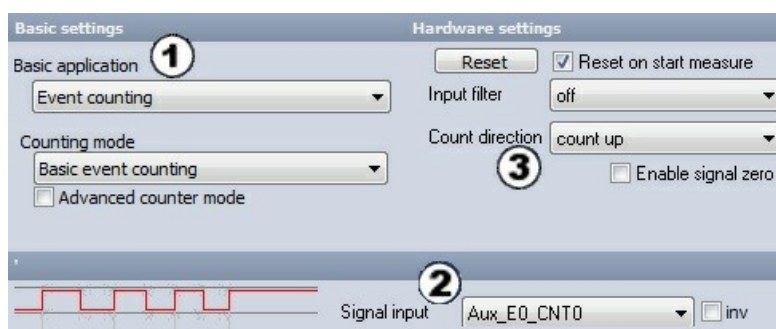 Basic settings
Basic application 1
Event counting
Counting mode
Basic event counting
Advanced counter mode
Hardware settings
Reset Reset on start measure
Input filter off
Count direction count up
3
Enable signal zero
2
Signal input Aux_E0_CNT0 inv